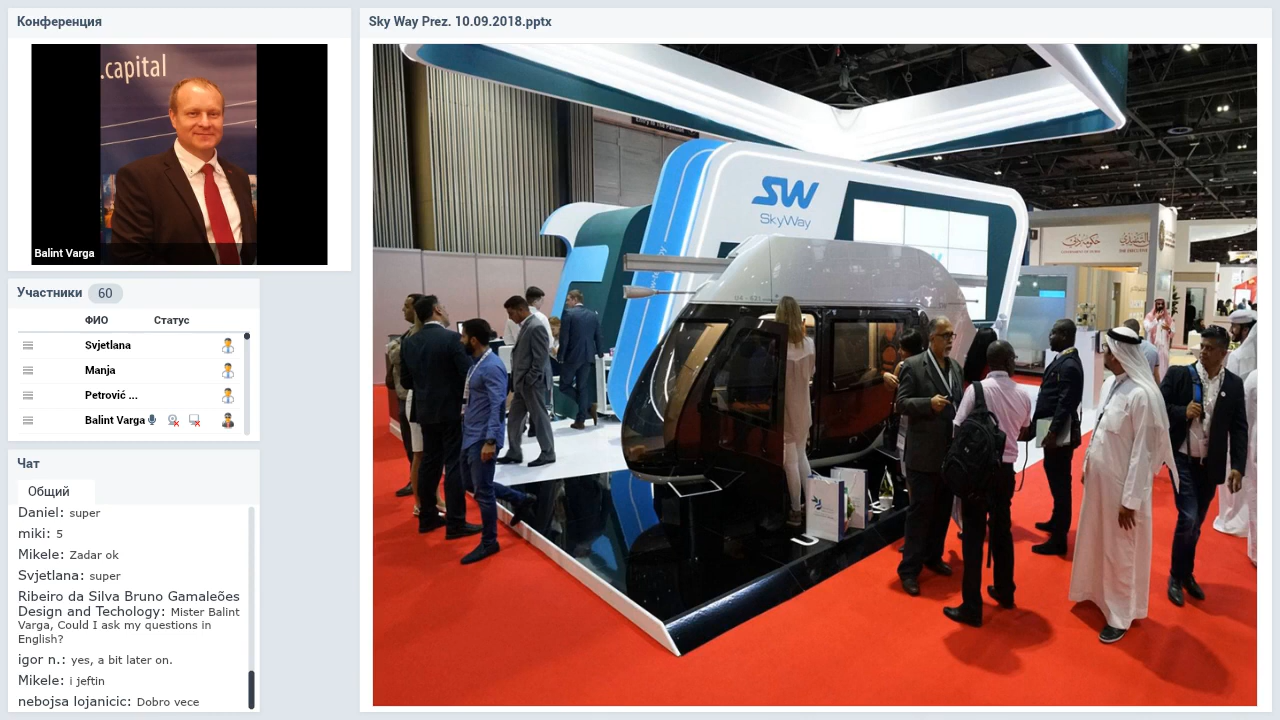 Конференция
.capital
Balint Varga
Участники 60
ФИО Статус
Svjetlana
Manja
Petrović ...
Balint Varga
Чат
Общий
Daniel: super
miki: 5
Mikele: Zadar ok
Svjetlana: super
Ribeiro da Silva Bruno Gamaleões
Design and Techology: Mister Balint
Varga, Could I ask my questions in
English?
igor n.: yes, a bit later on.
Mikele: i jeftin
nebojsa lojanicic: Dobro vece
Sky Way Prez. 10.09.2018.pptx
SW
SkyWay
U4 - 621